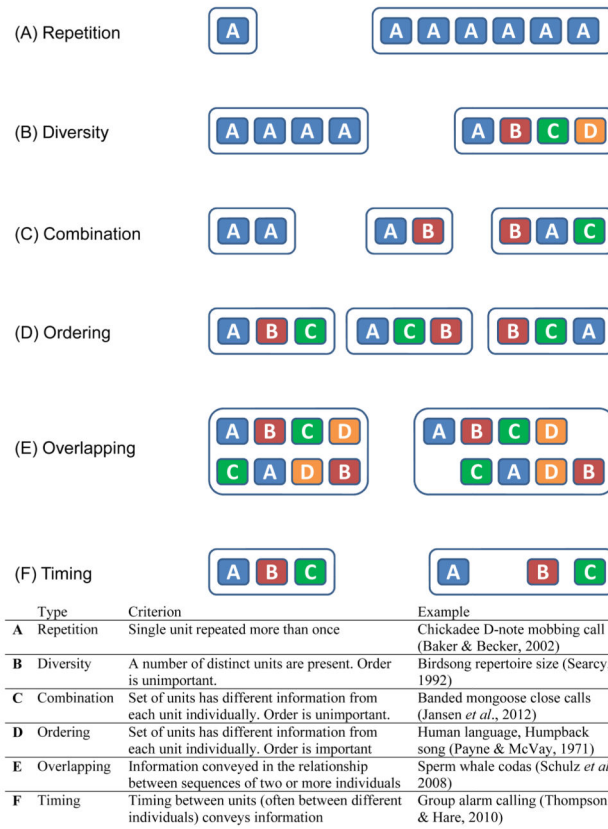 (A) Repetition A A A A A A A
(B) Diversity A A A A A B C D
(C) Combination A A A B B A C
(D) Ordering A B C A C B B C A
A B C D A B C D
(E) Overlapping
C A D B C A D B
(F) Timing A B C A B C
Type Criterion Example
A Repetition Single unit repeated more than once Chickadee D-note mobbing call
(Baker & Becker, 2002)
B Diversity A number of distinct units are present. Order Birdsong repertoire size (Searcy,
is unimportant. 1992)
C Combination Set of units has different information from Banded mongoose close calls
each unit individually. Order is unimportant. (Jansen et al., 2012)
D Ordering Set of units has different information from Human language, Humpback
each unit individually. Order is important song (Payne & McVay, 1971)
E Overlapping Information conveyed in the relationship Sperm whale codas (Schulz et al
between sequences of two or more individuals 2008)
F Timing Timing between units (often between different Group alarm calling (Thompson
individuals) conveys information & Hare, 2010)